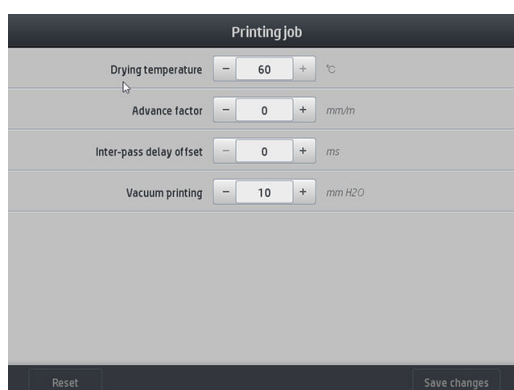 Printing job
Drying temperature − 60 + °C
Advance factor − 0 + mm/m
Inter-pass delay offset − 0 + ms
Vacuum printing − 10 + mm H2O
Reset Save changes